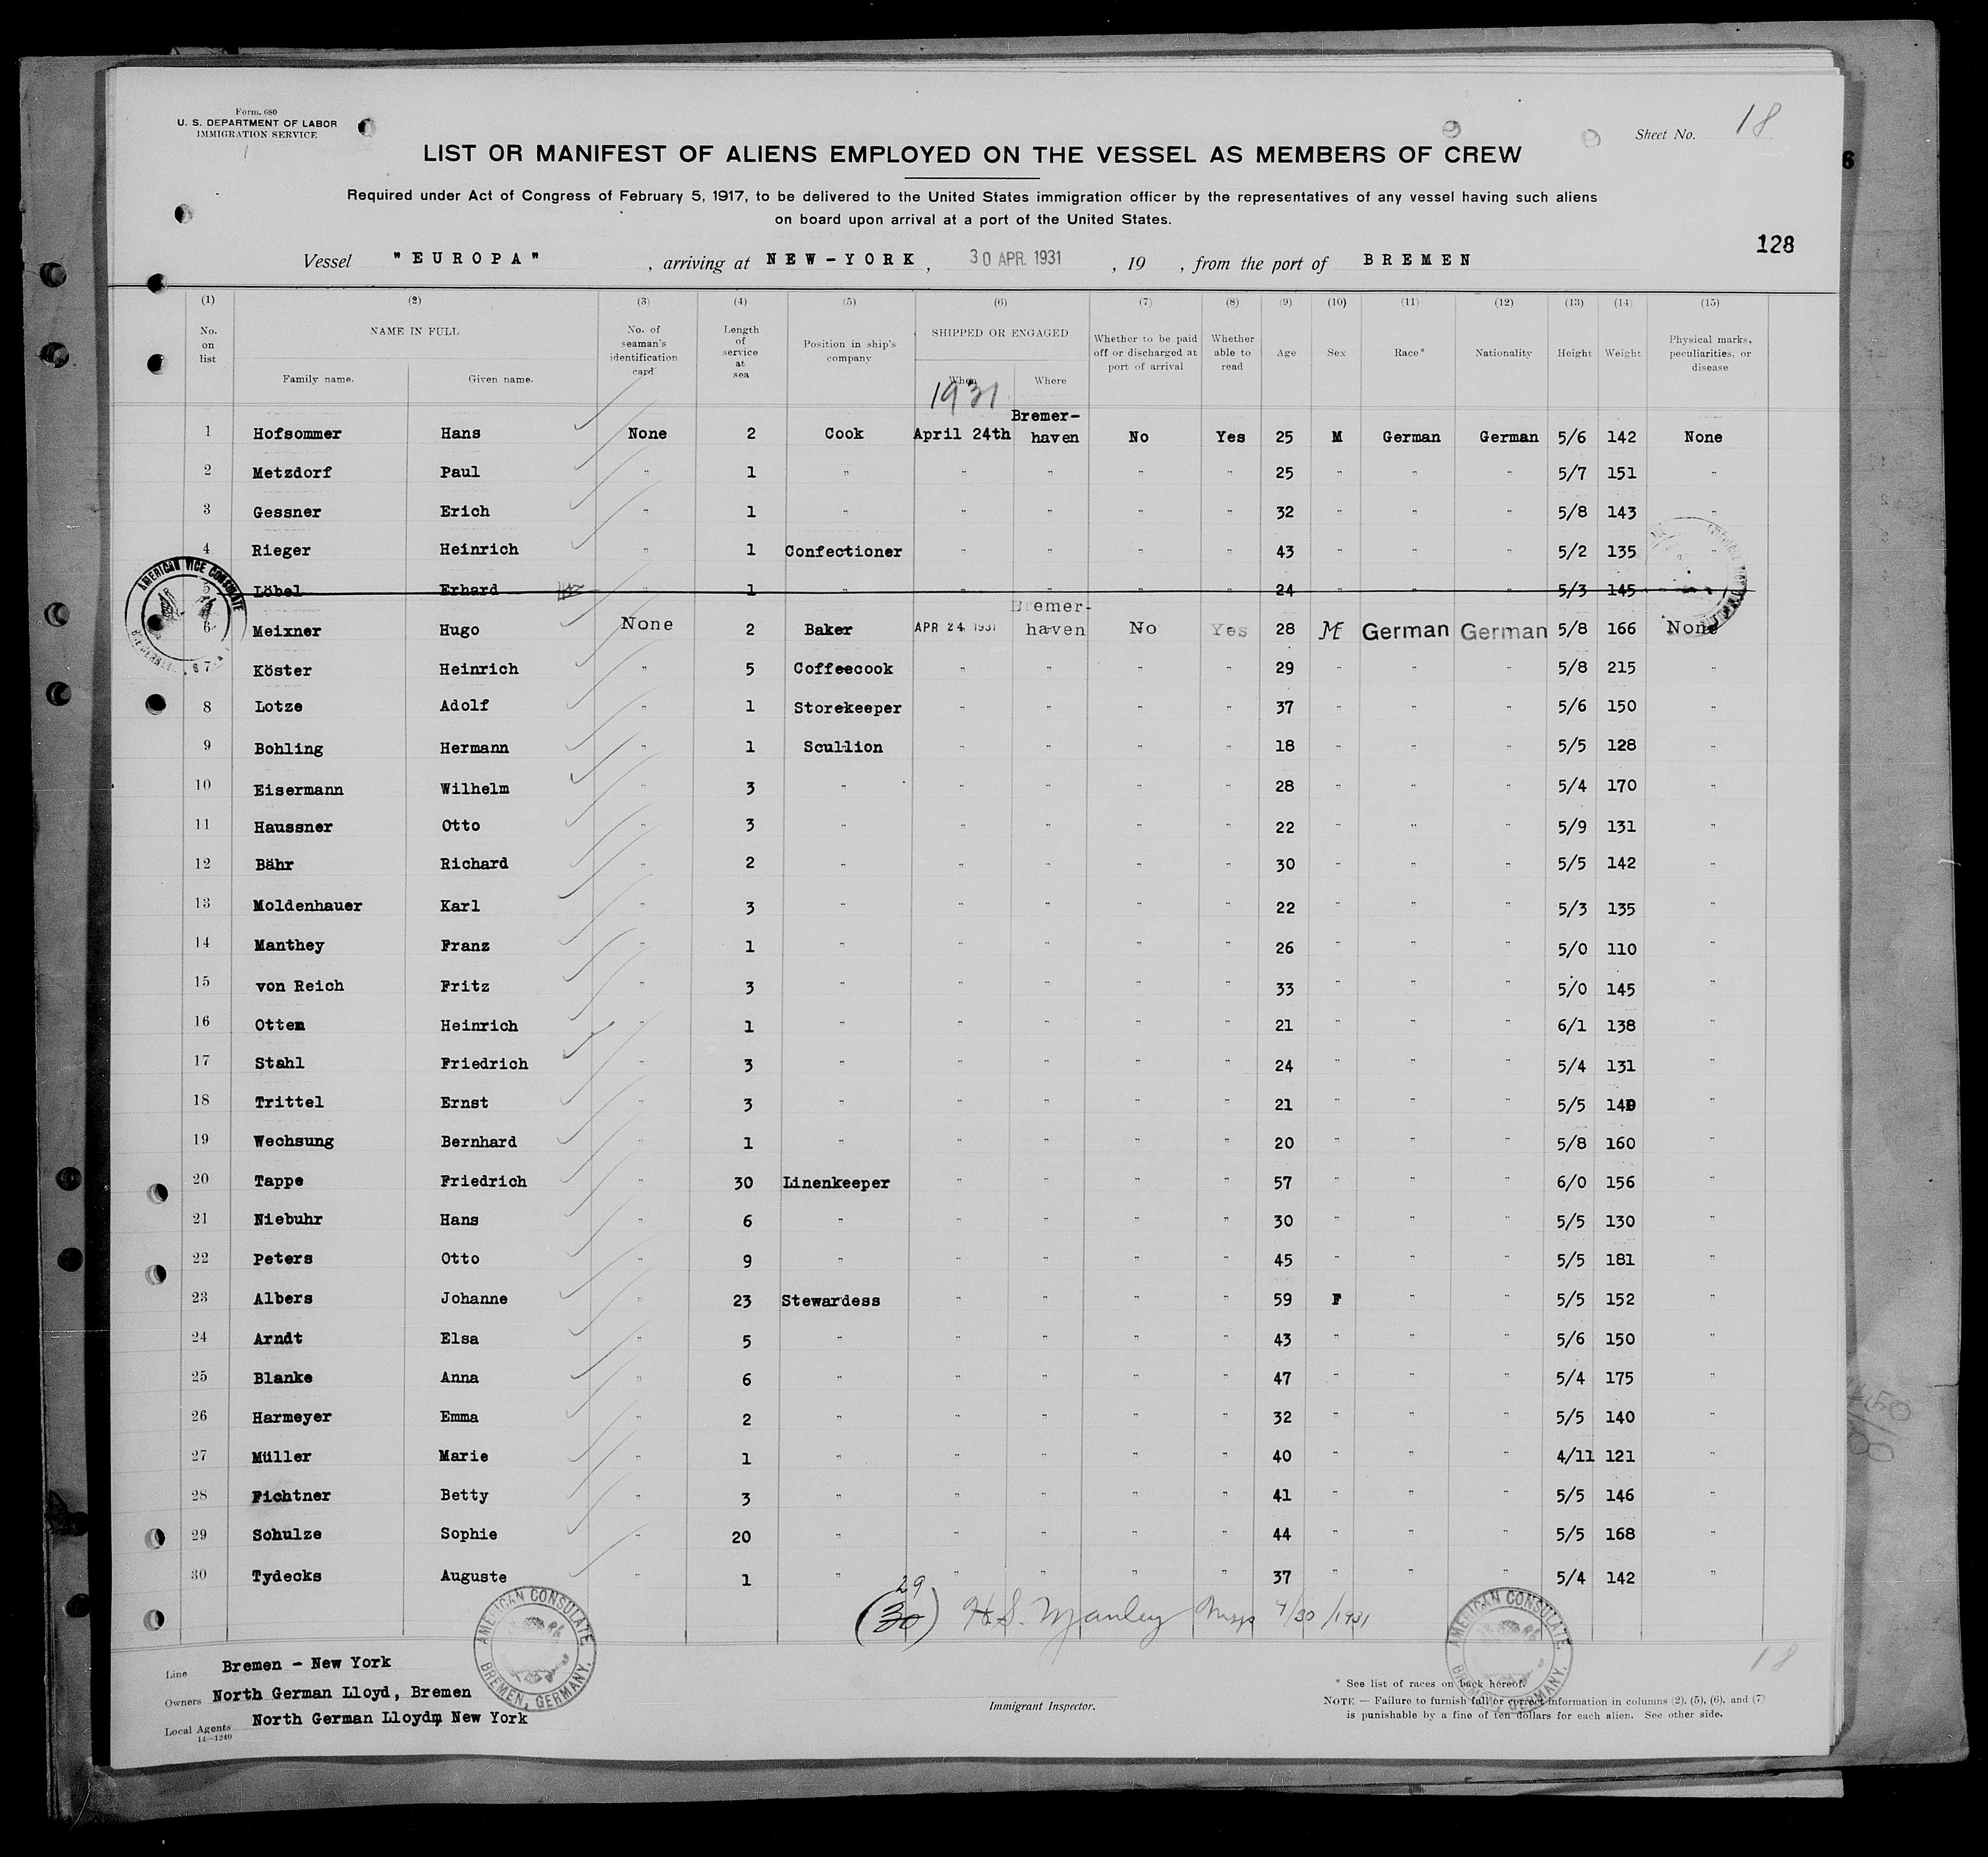 Form. 680
U. S. DEPARTMENT OF LABOR
IMMIGRATION SERVICE
Sheet No. 18
LIST OR MANIFEST OF ALIENS EMPLOYED ON THE VESSEL AS MEMBERS OF CREW
Required under Act of Congress of February 5, 1917, to be delivered to the United States immigration officer by the representatives of any vessel having such aliens
on board upon arrival at a port of the United States.
128
Vessel "EUROPA" , arriving at NEW-YORK, 30 APR. 1931 , 19 , from the port of BREMEN
(1) (2) (3) (4) (5) (6) (7) (8) (9) (10) (11) (12) (13) (14) (15)
No. on list NAME IN FULL Family name. Given name. No. of seaman's identification card Length of service at sea Position in ship's company SHIPPED OR ENGAGED When Where Whether to be paid off or discharged at port of arrival Whether able to read Age Sex Race* Nationality Height Weight Physical marks, peculiarities, or disease
1931
1 Hofsommer Hans None 2 Cook April 24th Bremer-haven No Yes 25 M German German 5/6 142 None
2 Metzdorf Paul " 1 " " " " " 25 " " " 5/7 151 "
3 Gessner Erich " 1 " " " " " 32 " " " 5/8 143 "
4 Rieger Heinrich " 1 Confectioner " " " " 43 " " " 5/2 135 "
5 Löbel Erhard " 1 " " " " " 24 " " " 5/3 145 "
6 Meixner Hugo None 2 Baker APR 24 1931 Bremer-haven No Yes 28 M German German 5/8 166 None
7 Köster Heinrich " 5 Coffeecook " " " " 29 " " " 5/8 215 "
8 Lotze Adolf " 1 Storekeeper " " " " 37 " " " 5/6 150 "
9 Bohling Hermann " 1 Scullion " " " " 18 " " " 5/5 128 "
10 Eisermann Wilhelm " 3 " " " " " 28 " " " 5/4 170 "
11 Haussner Otto " 3 " " " " " 22 " " " 5/9 131 "
12 Bähr Richard " 2 " " " " " 30 " " " 5/5 142 "
13 Moldenhauer Karl " 3 " " " " " 22 " " " 5/3 135 "
14 Manthey Franz " 1 " " " " " 26 " " " 5/0 110 "
15 von Reich Fritz " 3 " " " " " 33 " " " 5/0 145 "
16 Otten Heinrich " 1 " " " " " 21 " " " 6/1 138 "
17 Stahl Friedrich " 3 " " " " " 24 " " " 5/4 131 "
18 Trittel Ernst " 3 " " " " " 21 " " " 5/5 "
19 Wechsung Bernhard " 1 " " " " " 20 " " " 5/8 160 "
20 Tappe Friedrich " 30 Linenkeeper " " " " 57 " " " 6/0 156 "
21 Niebuhr Hans " 6 " " " " " 30 " " " 5/5 130 "
22 Peters Otto " 9 " " " " " 45 " " " 5/5 181 "
23 Albers Johanne " 23 Stewardess " " " " 59 F " " 5/5 152 "
24 Arndt Elsa " 5 " " " " " 43 " " " 5/6 150 "
25 Blanke Anna " 6 " " " " " 47 " " " 5/4 175 "
26 Harmeyer Emma " 2 " " " " " 32 " " " 5/5 140 "
27 Müller Marie " 1 " " " " " 40 " " " 4/11 121 "
28 Fichtner Betty " 3 " " " " " 41 " " " 5/5 146 "
29 Schulze Sophie " 20 " " " " " 44 " " " 5/5 168 "
30 Tydecks Auguste " 1 " " " " " 37 " " " 5/4 142 "
AMERICAN VICE CONSULATE
29
(30) H. S. Manley Insp 4/30/1931
AMERICAN CONSULATE BREMEN, GERMANY.
AMERICAN CONSULATE BREMEN, GERMANY.
18
Line Bremen - New York
Owners North German Lloyd, Bremen
Local Agents North German Lloyd, New York
14—1240
Immigrant Inspector.
* See list of races on back hereof.
NOTE — Failure to furnish full or correct information in columns (2), (5), (6), and (7)
is punishable by a fine of ten dollars for each alien. See other side.